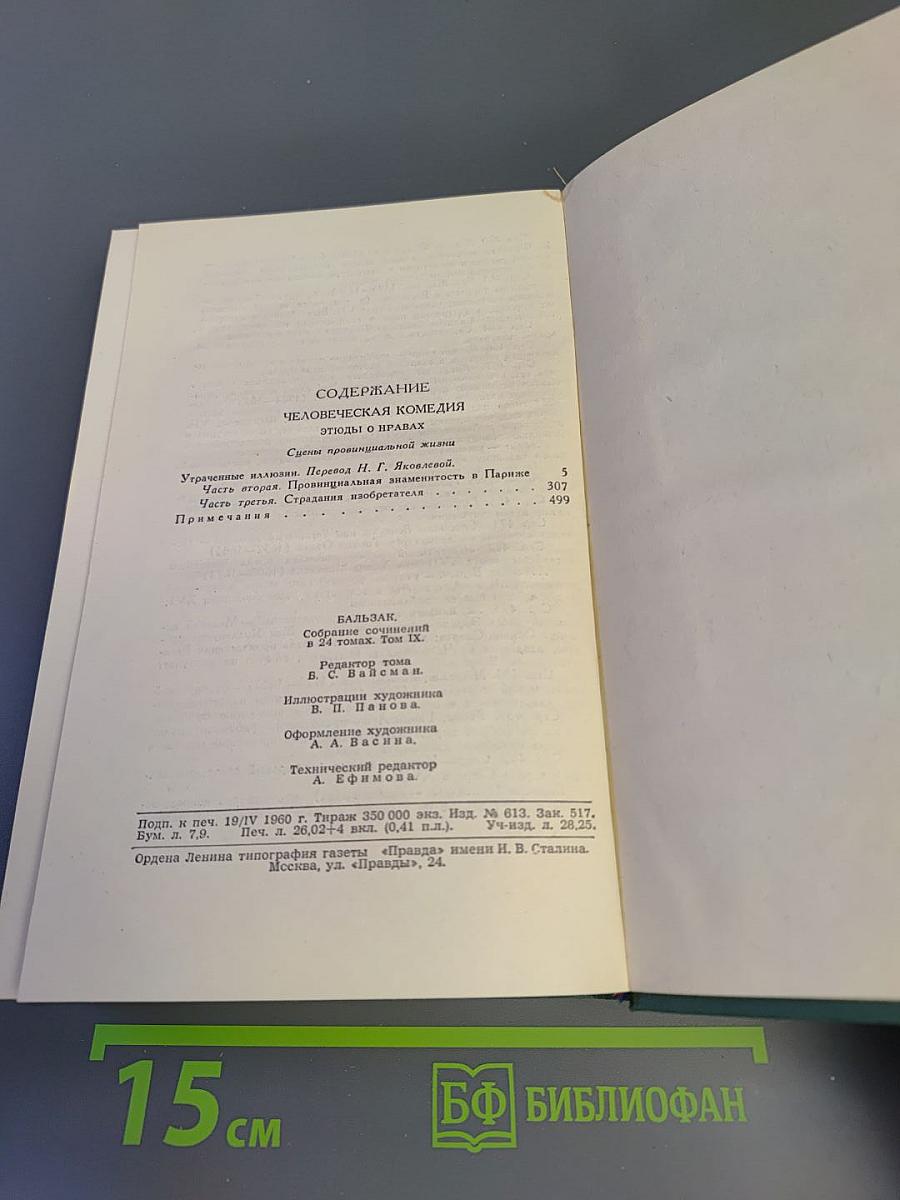 СОДЕРЖАНИЕ
ЧЕЛОВЕЧЕСКАЯ КОМЕДИЯ
ЭТЮДЫ О НРАВАХ
Сцены провинциальной жизни
Утраченные иллюзии. Перевод Н. Г. Яковлевой.
Часть вторая. Провинциальная знаменитость в Париже 5
Часть третья. Страдания изобретателя . . . . . . . 307
Примечания . . . . . . . . . . . . . . . 499
БАЛЬЗАК.
Собрание сочинений
в 24 томах. Том IX.
Редактор тома
В. С. Вайсман.
Иллюстрации художника
В. П. Панова.
Оформление художника
А. А. Васина.
Технический редактор
А. Ефимова.
Подп. к печ. 19/IV 1960 г. Тираж 350 000 экз. Изд. № 613. Зак. 517.
Бум. л. 7,9. Печ. л. 26,02+4 вкл. (0,41 п.л.). Уч-изд. л. 28,25.
Ордена Ленина типография газеты «Правда» имени И. В. Сталина.
Москва, ул. «Правды», 24.
15 см
БФ БИБЛИОФАН